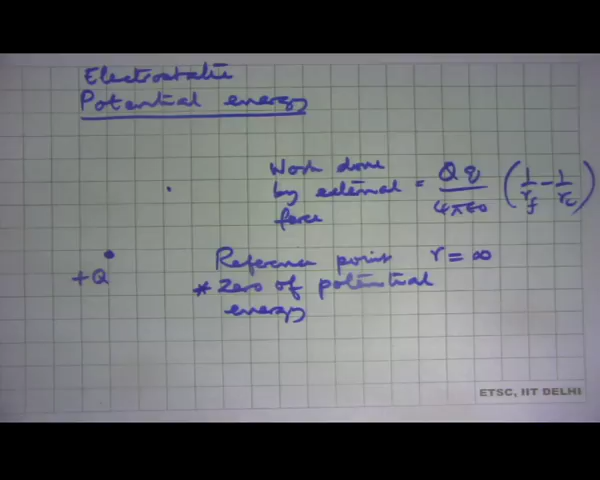 Electrostatic
Potential energy
Work done
by external = Qq/4πε0 (1/rf - 1/ri)
force
+Q
Reference point r = ∞
* Zero of potential
energy
ETSC, IIT DELHI